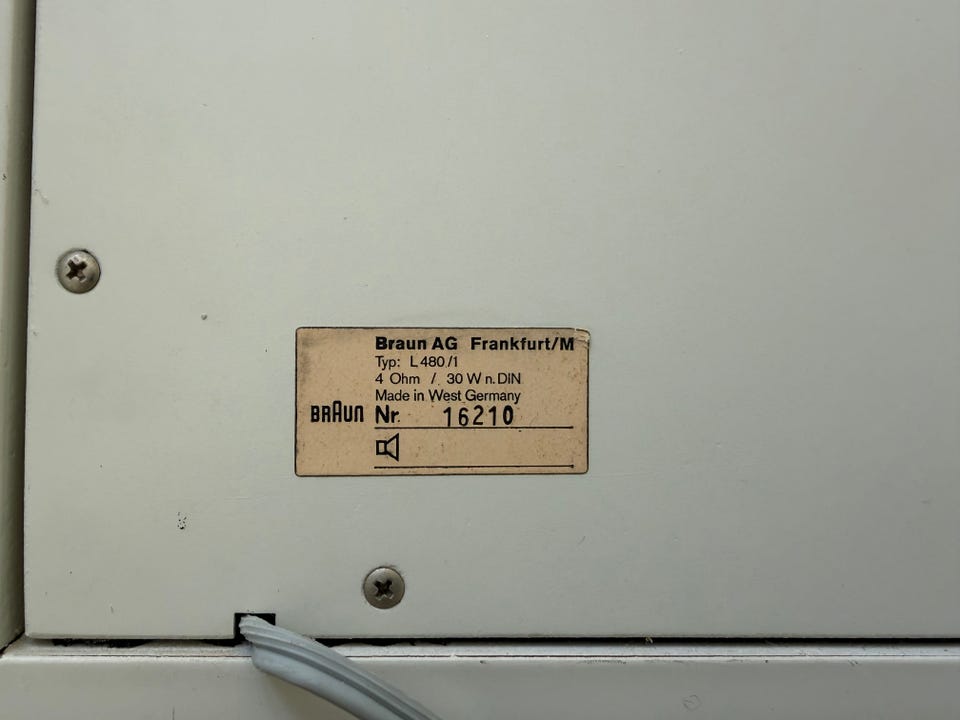 Braun AG Frankfurt/M
Typ: L 480/1
4 Ohm / 30 W n. DIN
Made in West Germany
BRAUN Nr. 16210